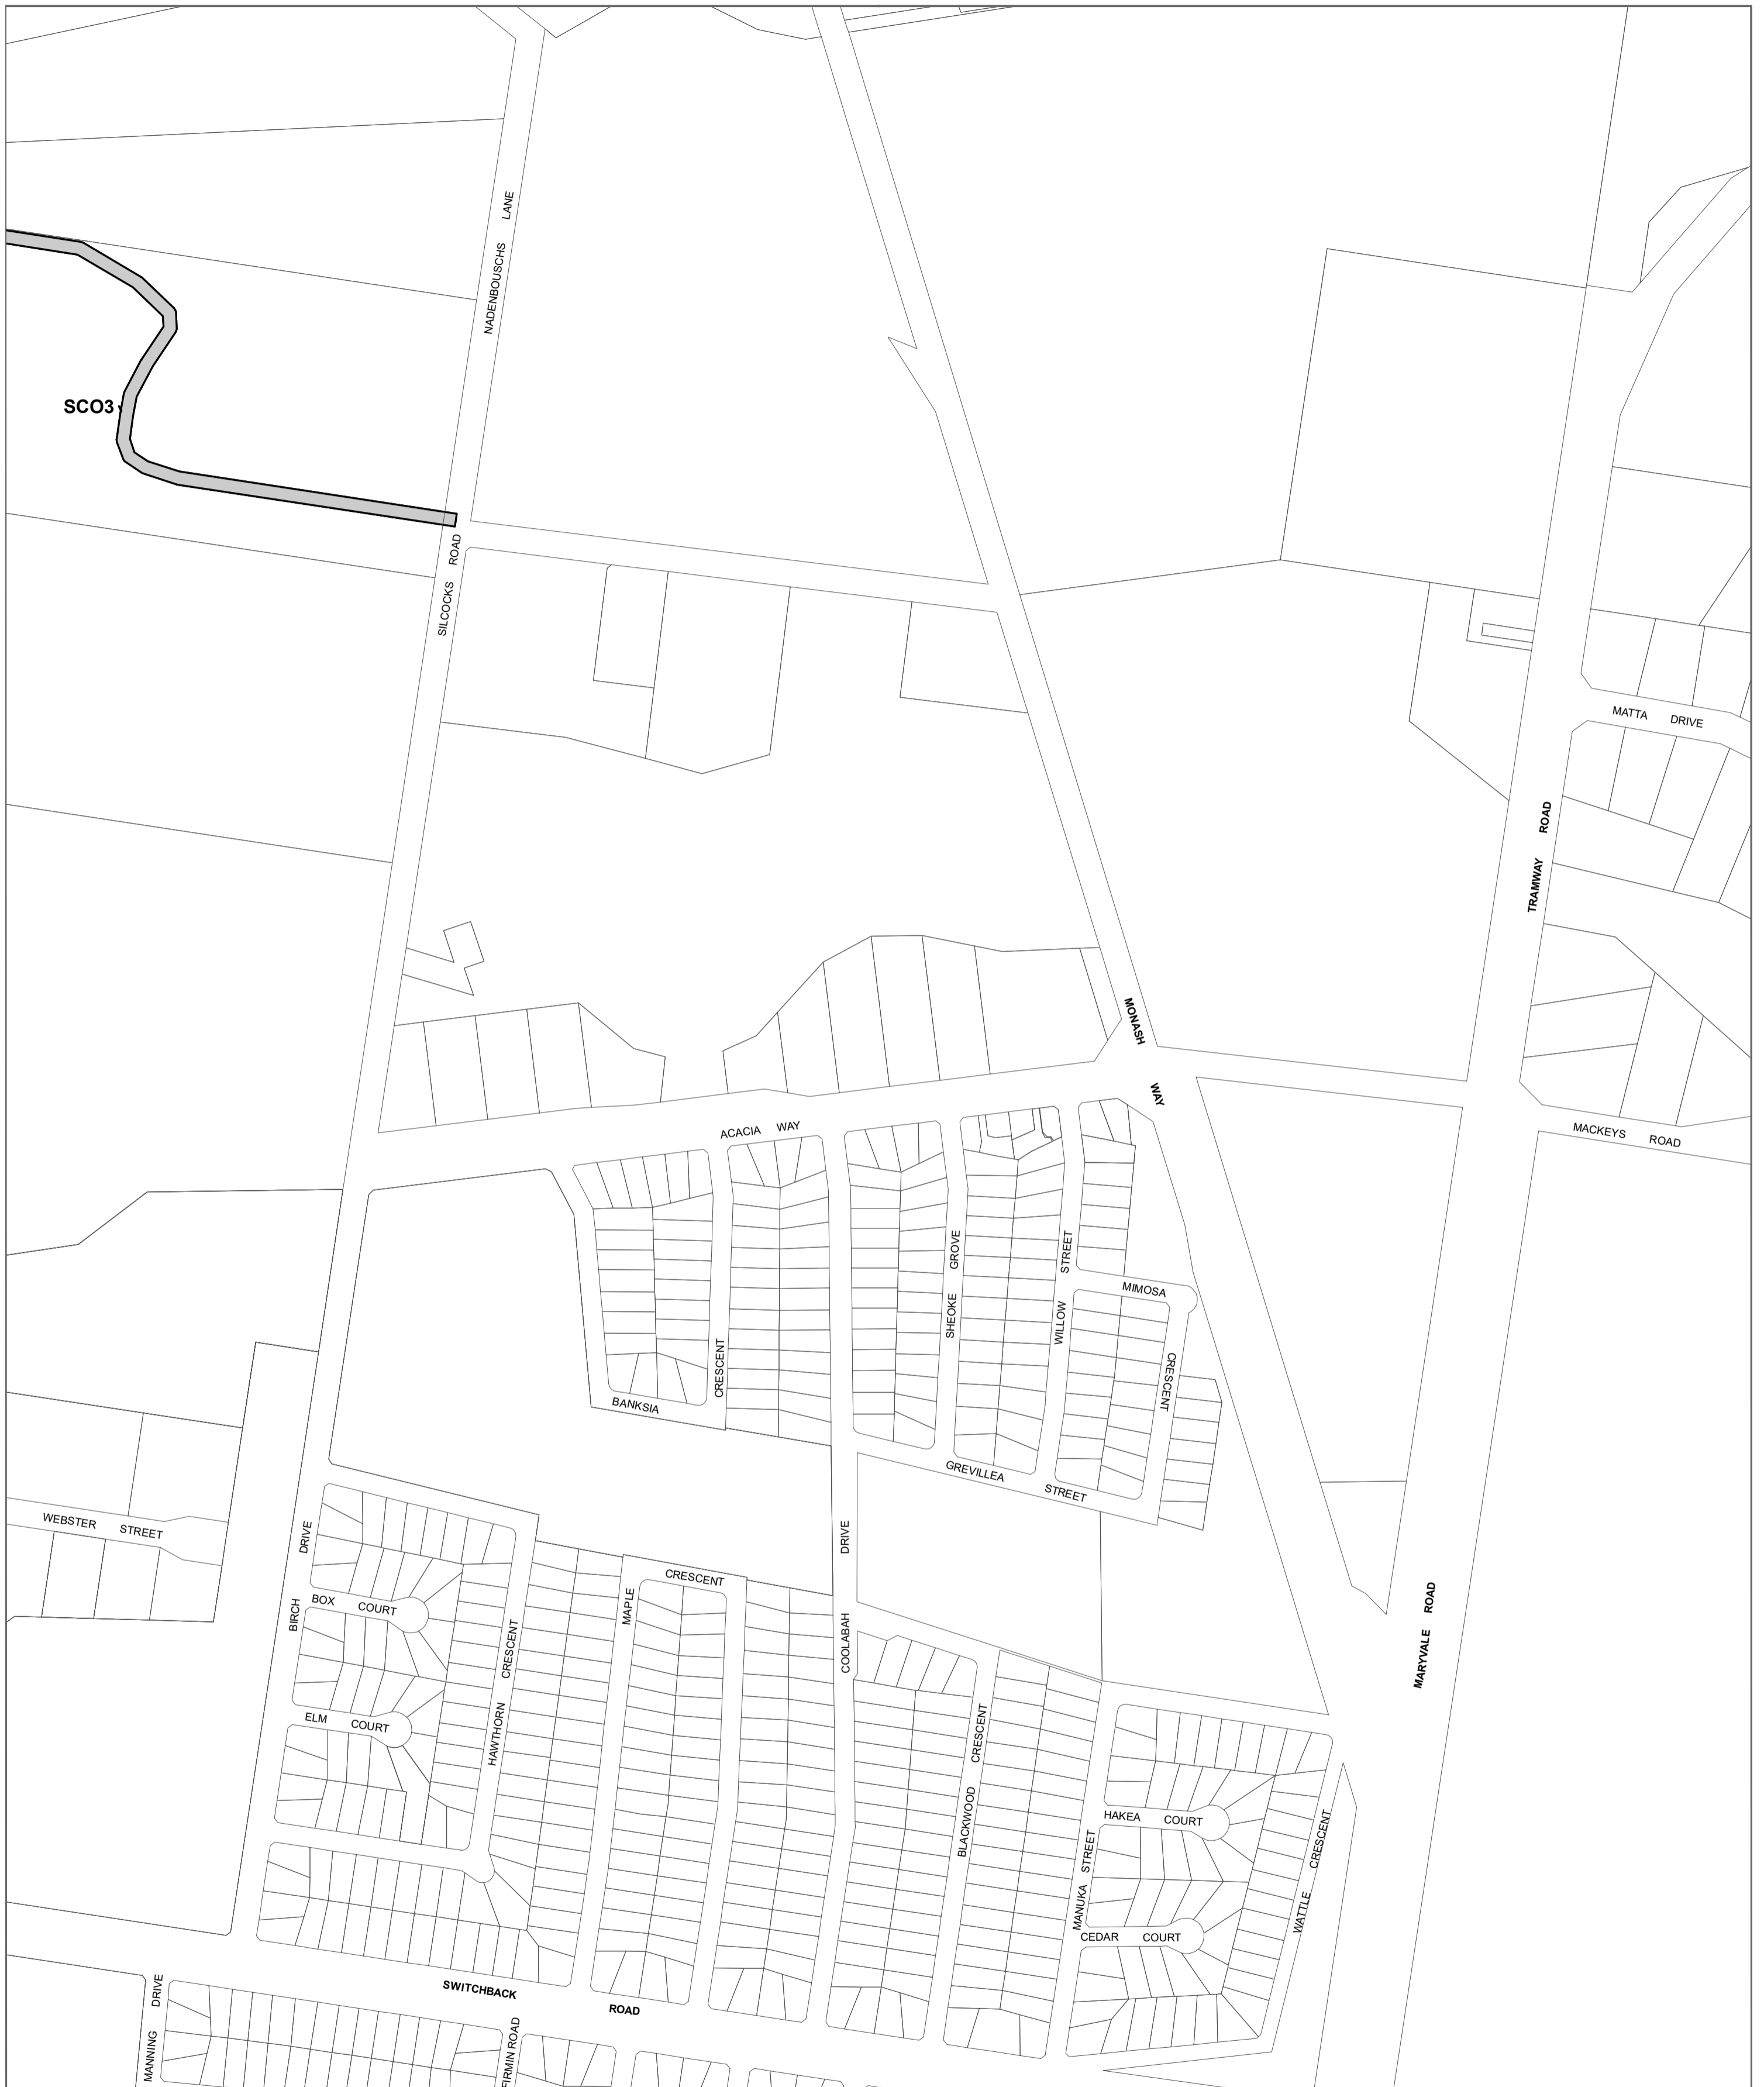 NADENBOUSCHS LANE
SCO3
SILCOCKS ROAD
MATTA DRIVE
TRAMWAY ROAD
MONASH
WAY
ACACIA WAY
MACKEYS ROAD
SHEOKE GROVE
WILLOW STREET
MIMOSA
CRESCENT
CRESCENT
BANKSIA
GREVILLEA
STREET
WEBSTER STREET
BIRCH DRIVE
BOX COURT
MAPLE
CRESCENT
COOLABAH DRIVE
HAWTHORN CRESCENT
ELM COURT
MARYVALE ROAD
BLACKWOOD CRESCENT
HAKEA COURT
MANUKA STREET
WATTLE CRESCENT
CEDAR COURT
SWITCHBACK
ROAD
MANNING DRIVE
FIRMIN ROAD